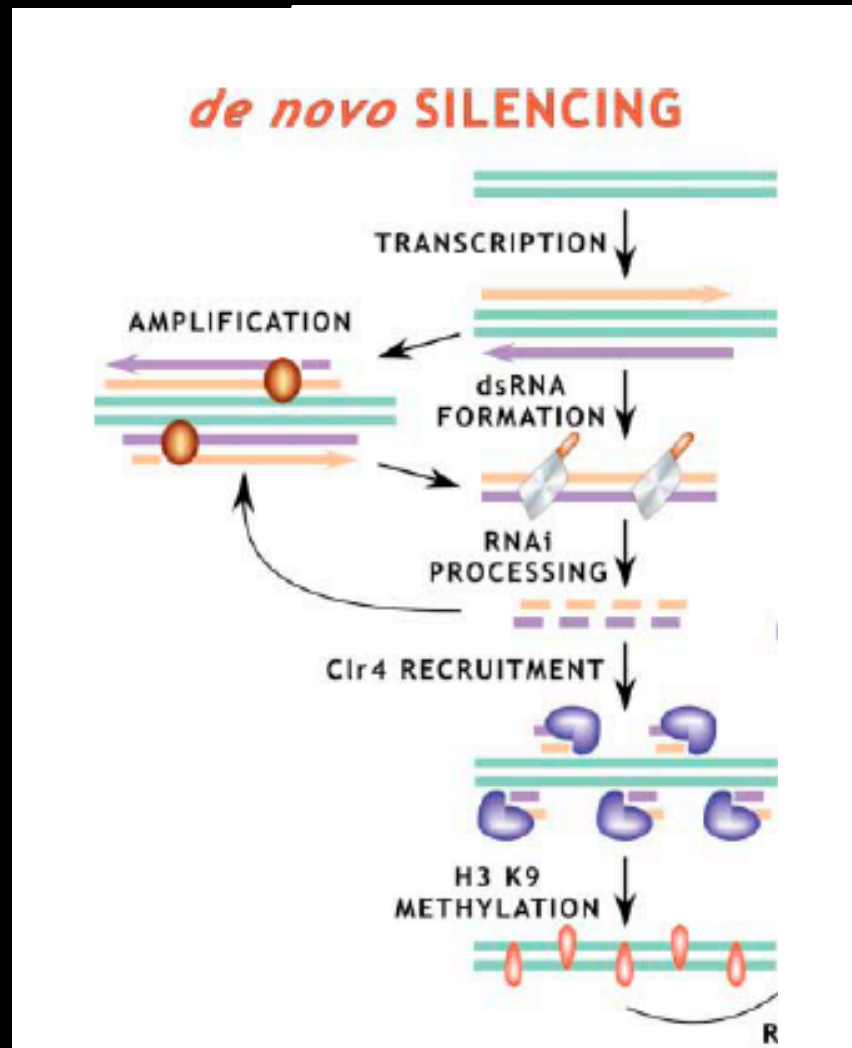 de novo SILENCING
TRANSCRIPTION
AMPLIFICATION
dsRNA
FORMATION
RNAi
PROCESSING
Clr4 RECRUITMENT
H3 K9
METHYLATION
R